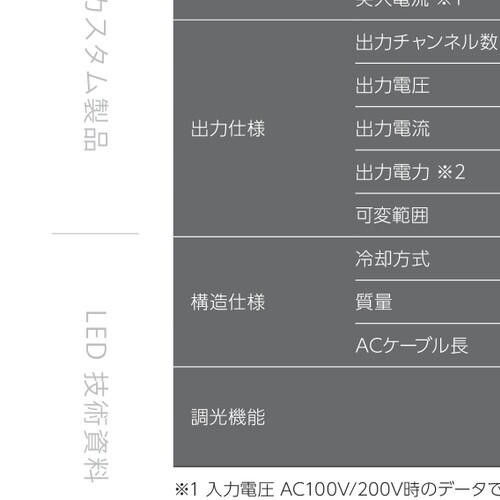 カスタム製品
LED 技術資料
突入電流 ※1
出力仕様
出力チャンネル数
出力電圧
出力電流
出力電力 ※2
可変範囲
構造仕様
冷却方式
質量
ACケーブル長
調光機能
※1 入力電圧 AC100V/200V時のデータで